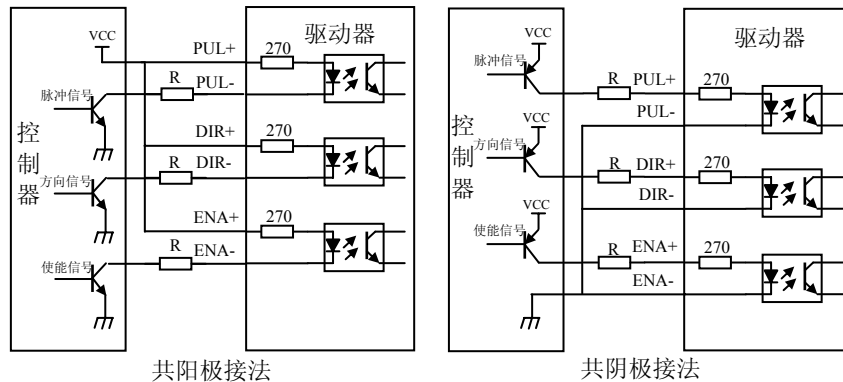 VCC
PUL+
270
驱动器
R
PUL-
脉冲信号
控制器
DIR+
270
R
DIR-
方向信号
ENA+
270
R
ENA-
使能信号
共阳极接法
VCC
驱动器
脉冲信号
R
PUL+
270
PUL-
控制器
VCC
方向信号
R
DIR+
270
DIR-
VCC
使能信号
R
ENA+
270
ENA-
共阴极接法